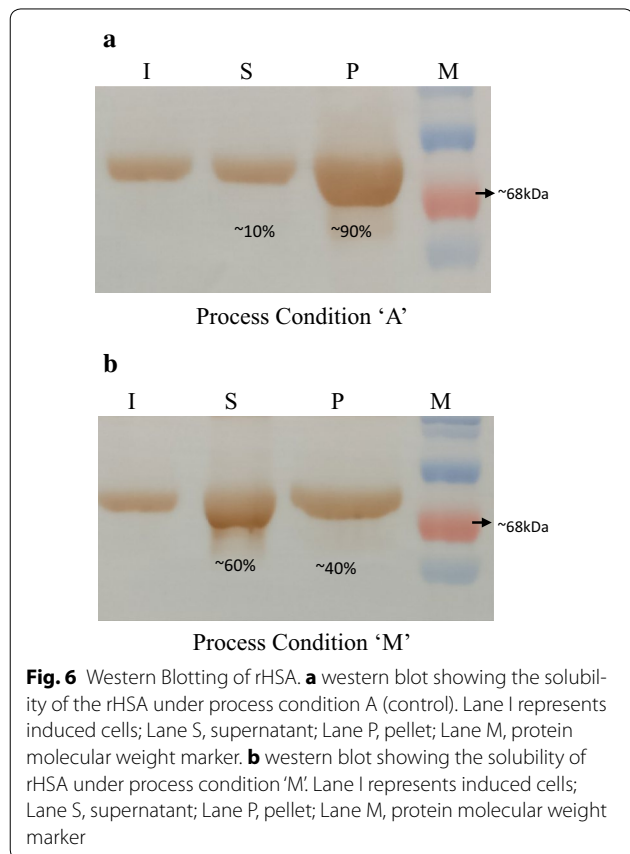 a
I S P M
~68kDa
~10% ~90%
Process Condition ‘A’
b
I S P M
~68kDa
~60% ~40%
Process Condition ‘M’
Fig. 6 Western Blotting of rHSA. a western blot showing the solubil-
ity of the rHSA under process condition A (control). Lane I represents
induced cells; Lane S, supernatant; Lane P, pellet; Lane M, protein
molecular weight marker. b western blot showing the solubility of
rHSA under process condition ‘M’. Lane I represents induced cells;
Lane S, supernatant; Lane P, pellet; Lane M, protein molecular weight
marker